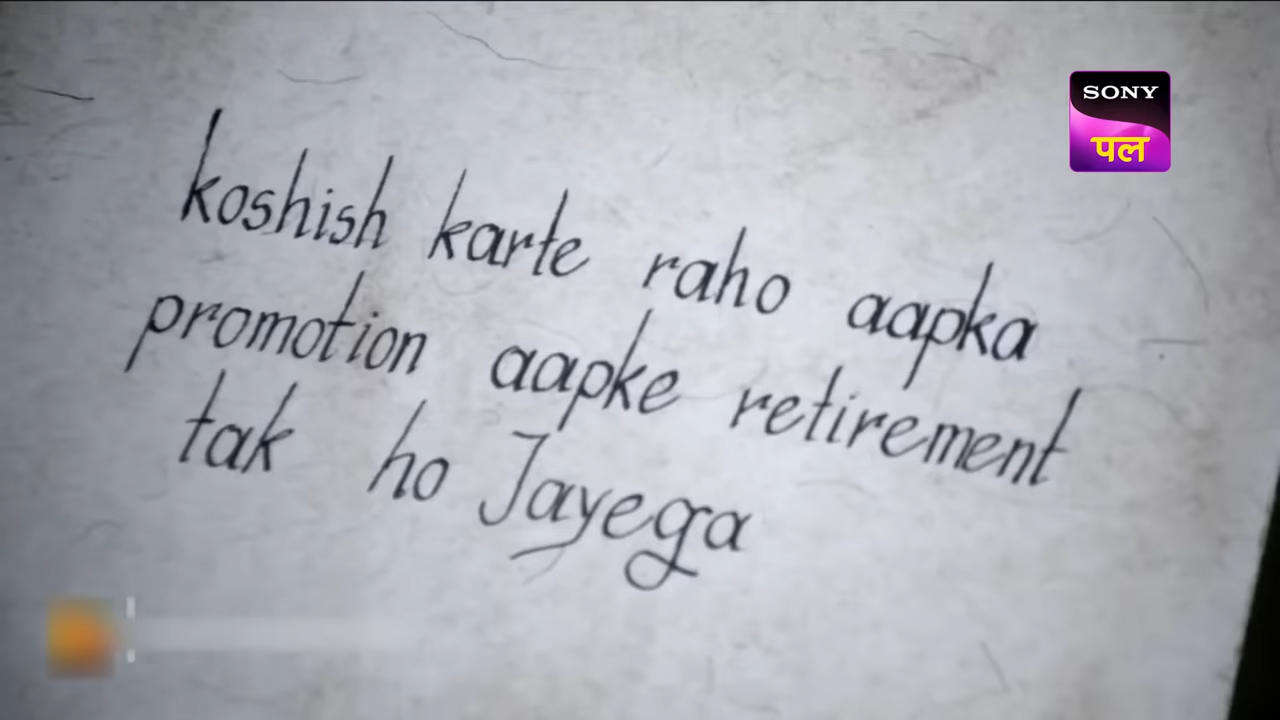 SONY
पल
koshish karte raho aapka
promotion aapke retirement
tak ho Jayega